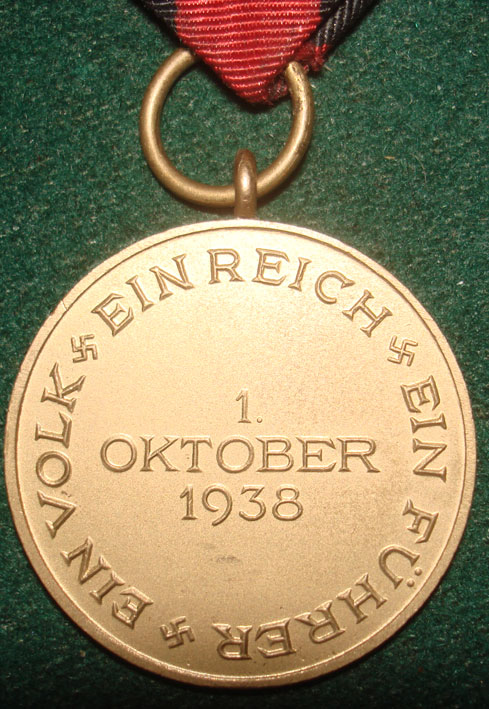 EIN VOLK
EIN REICH
EIN FÜHRER
1.
OKTOBER
1938